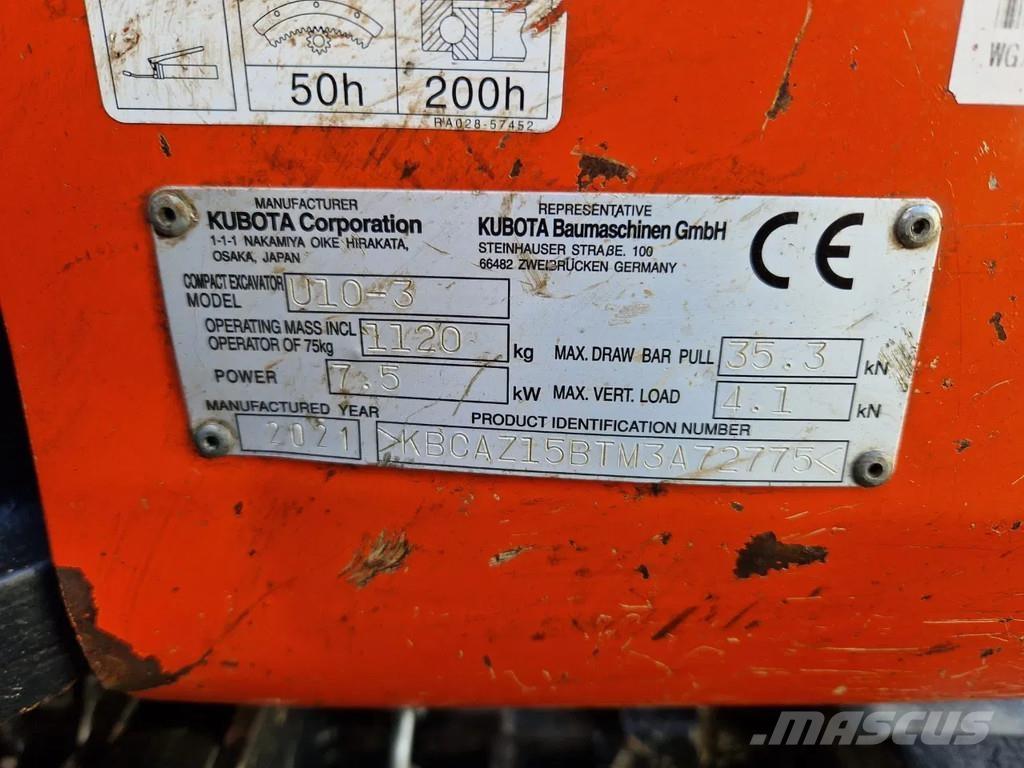 50h 200h
RA028-57452
WG
MANUFACTURER
KUBOTA Corporation
1-1-1 NAKAMIYA OIKE HIRAKATA,
OSAKA, JAPAN
REPRESENTATIVE
KUBOTA Baumaschinen GmbH
STEINHAUSER STRAßE. 100
66482 ZWEIBRÜCKEN GERMANY
CE
COMPACT EXCAVATOR
MODEL U10-3
OPERATING MASS INCL
OPERATOR OF 75kg 1120 kg
MAX. DRAW BAR PULL 35.3 kN
POWER 7.5 kW
MAX. VERT. LOAD 4.1 kN
MANUFACTURED YEAR
2021
PRODUCT IDENTIFICATION NUMBER
>KBCAZ15BTM3A72775<
MASCUS